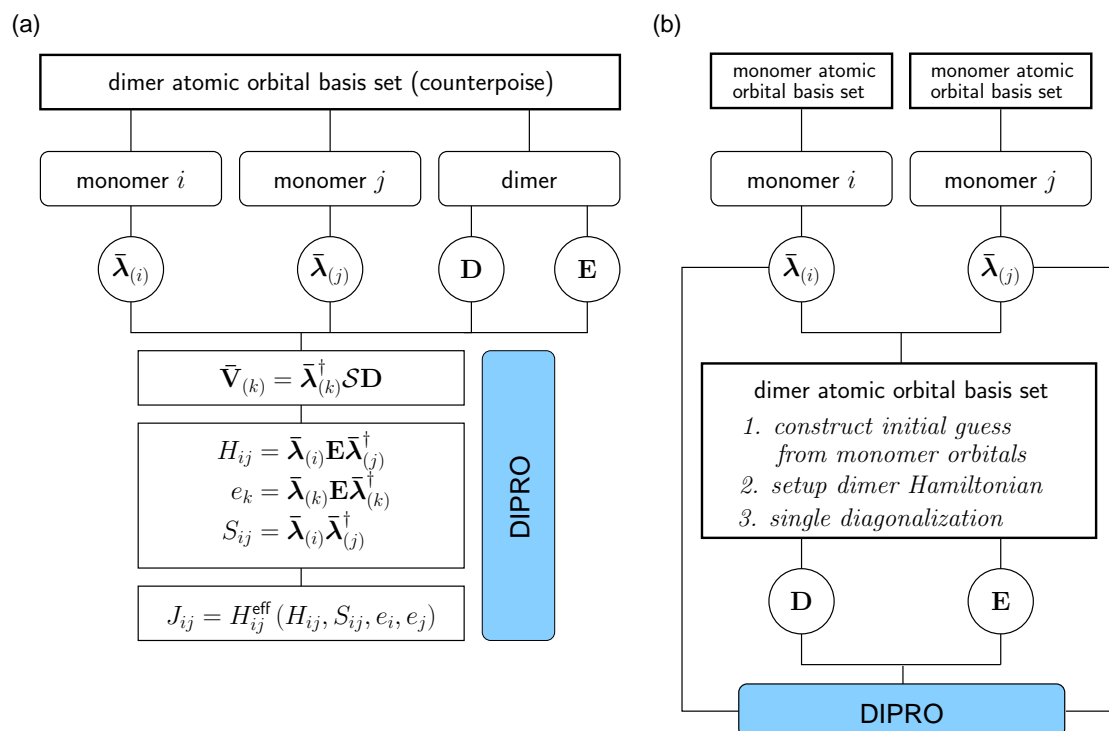 (a)
dimer atomic orbital basis set (counterpoise)
monomer i
monomer j
dimer
λ̄(i)
λ̄(j)
D
E
V̄(k) = λ̄†(k)SD
Hij = λ̄(i)Eλ̄†(j)
ek = λ̄(k)Eλ̄†(k)
Sij = λ̄(i)λ̄†(j)
Jij = Heffij(Hij, Sij, ei, ej)
DIPRO
(b)
monomer atomic
orbital basis set
monomer atomic
orbital basis set
monomer i
monomer j
λ̄(i)
λ̄(j)
dimer atomic orbital basis set
1. construct initial guess
from monomer orbitals
2. setup dimer Hamiltonian
3. single diagonalization
D
E
DIPRO